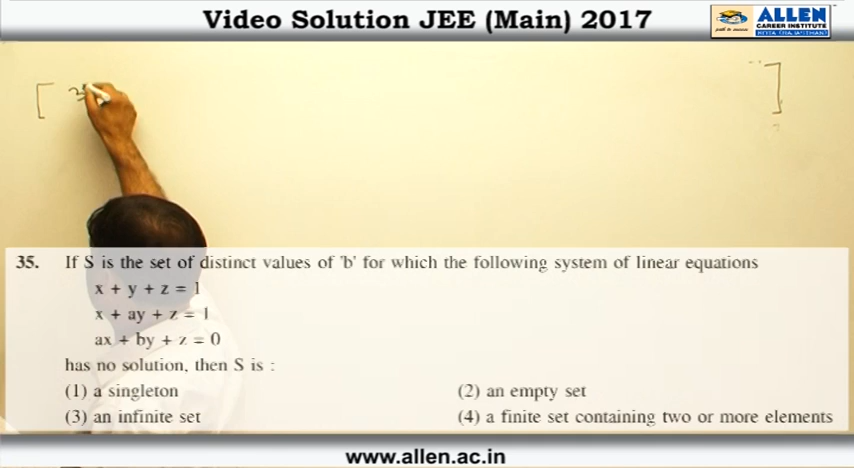 Video Solution JEE (Main) 2017
ALLEN
CAREER INSTITUTE
KOTA (RAJASTHAN)
35. If S is the set of distinct values of 'b' for which the following system of linear equations
x + y + z = 1
x + ay + z = 1
ax + by + z = 0
has no solution, then S is :
(1) a singleton (2) an empty set
(3) an infinite set (4) a finite set containing two or more elements
www.allen.ac.in